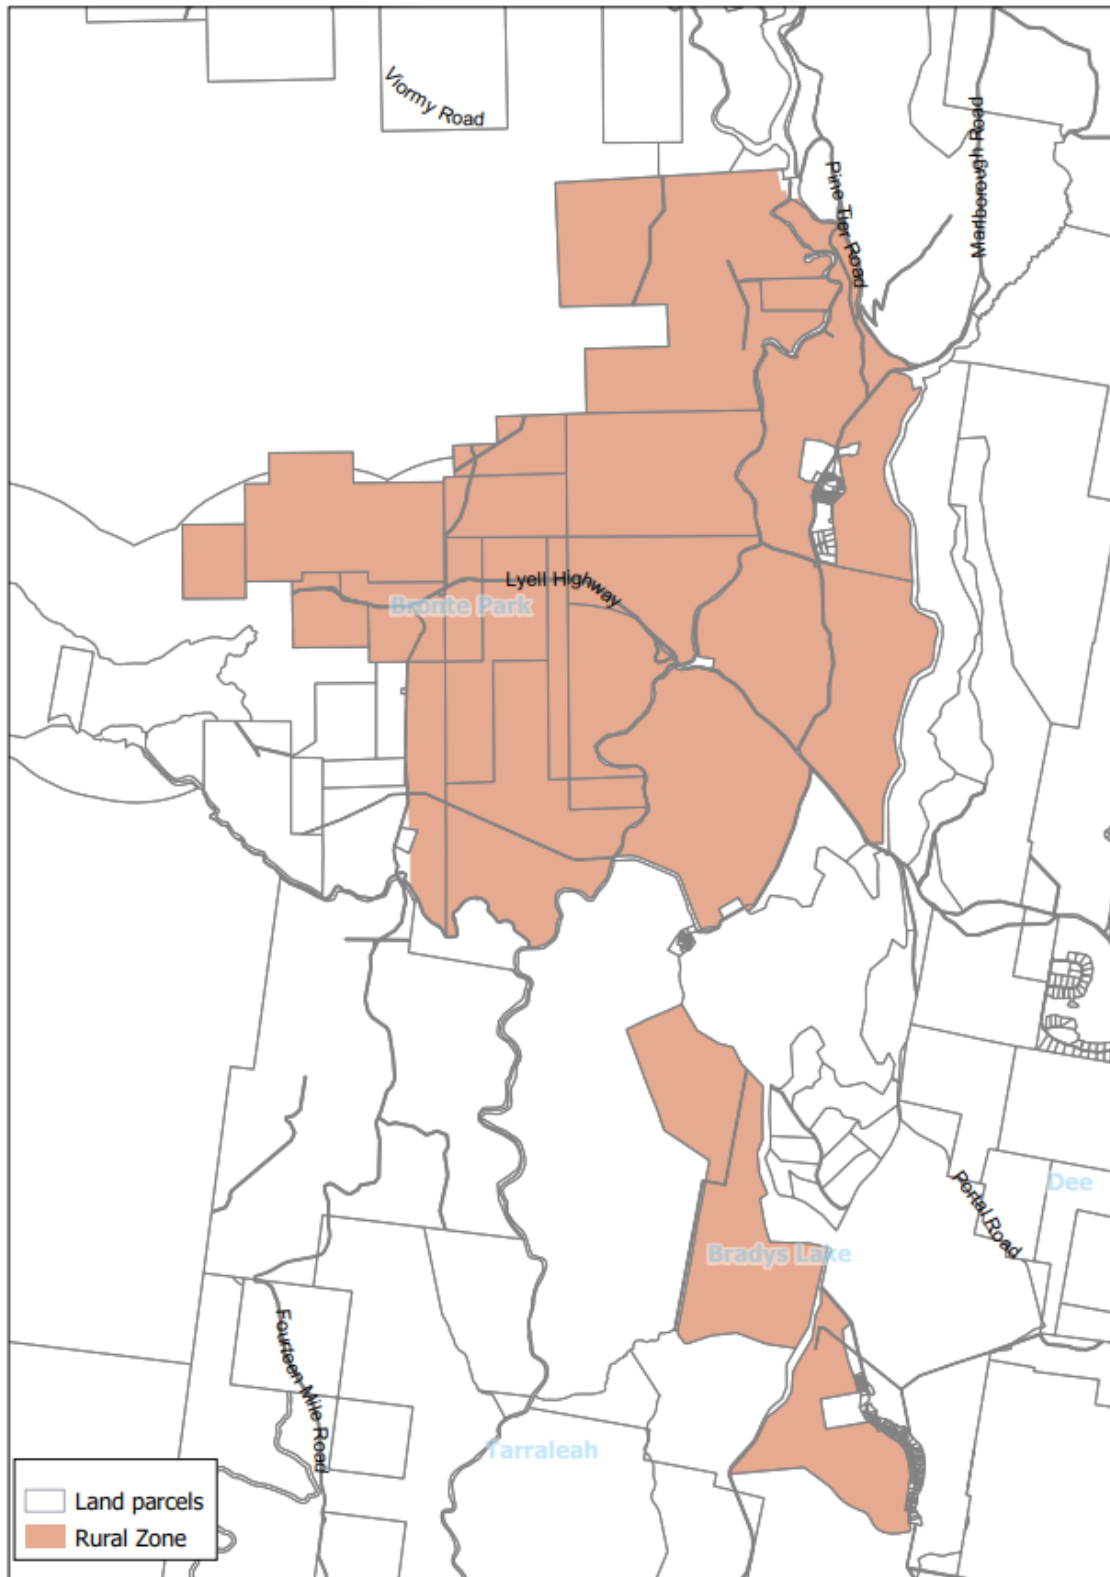 Viormy Road
Marlborough Road
Pine Tier Road
Lyell Highway
Bronte Park
Portal Road
Dee
Bradys Lake
Fourteen Mile Road
Tarraleah
Land parcels
Rural Zone